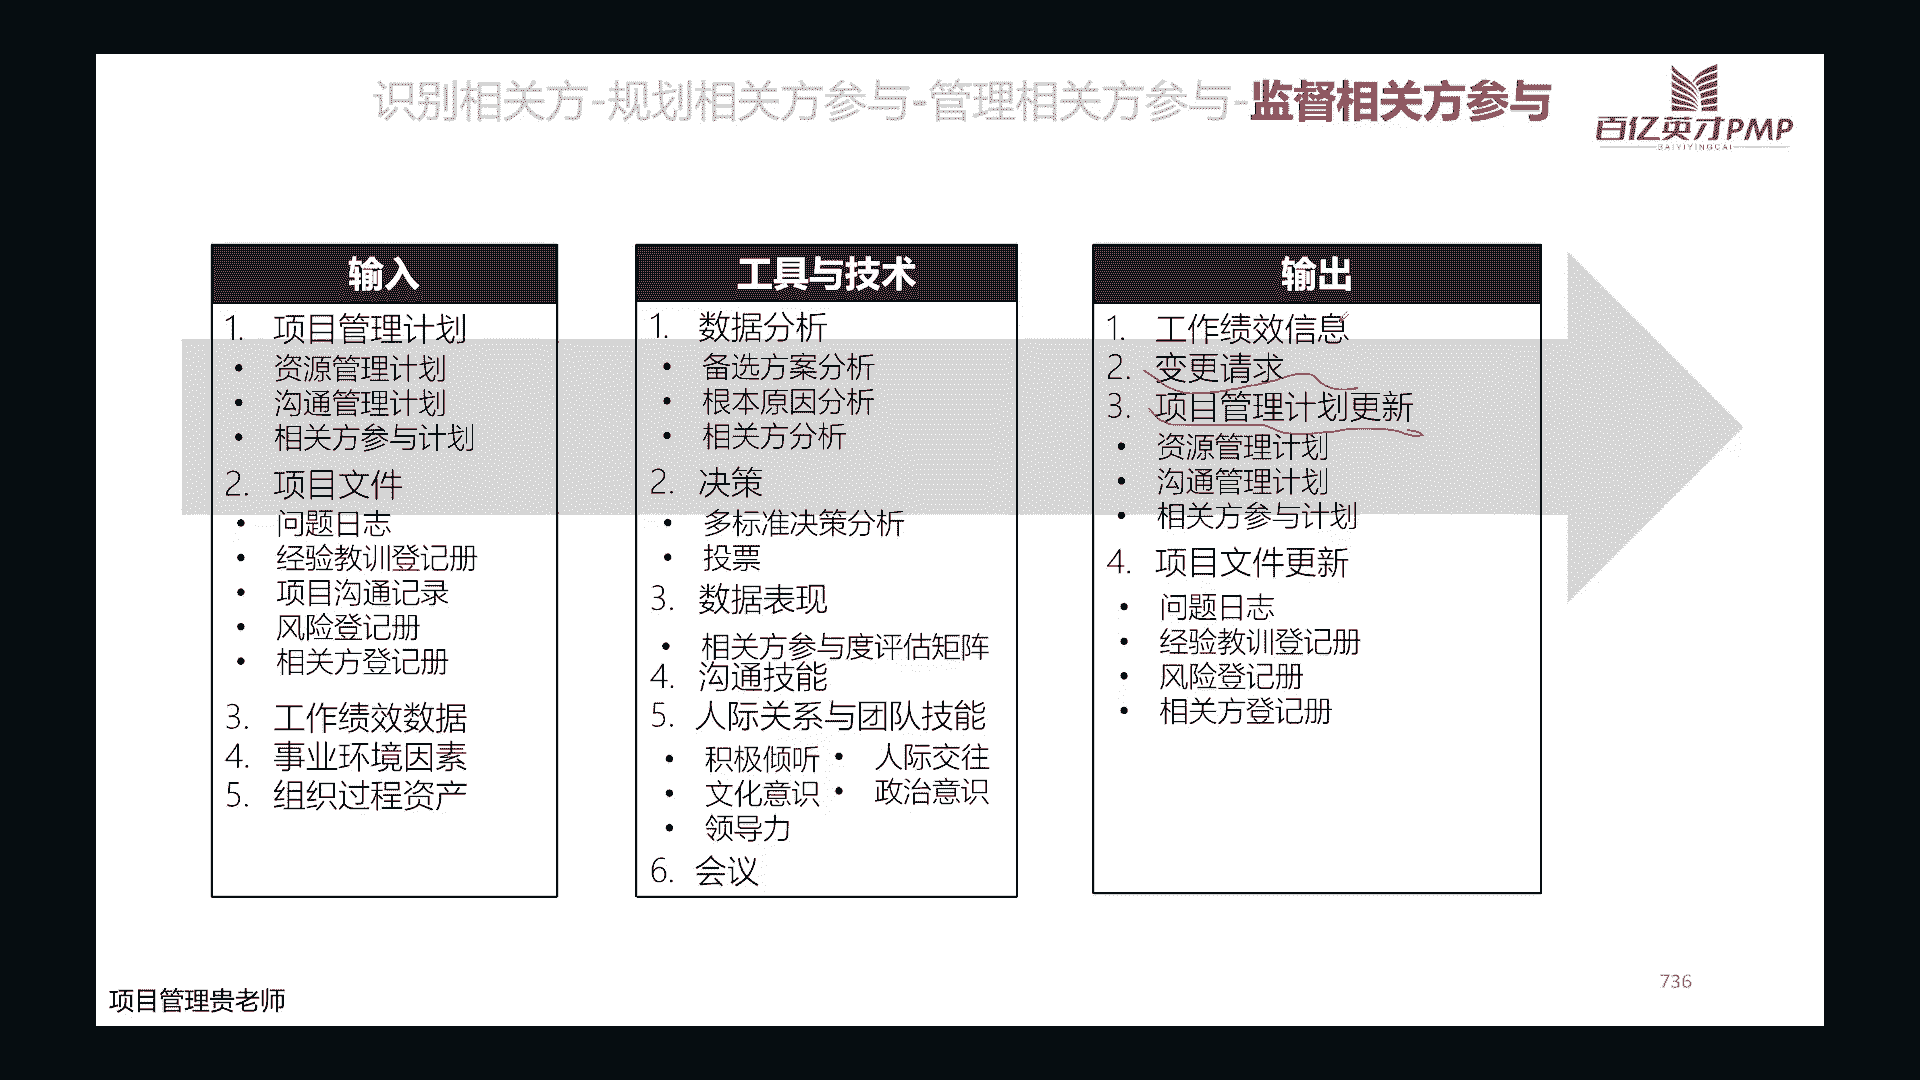 识别相关方-规划相关方参与-管理相关方参与-监督相关方参与
百亿英才PMP
BAIYIYINGCAI
输入
1. 项目管理计划
• 资源管理计划
• 沟通管理计划
• 相关方参与计划
2. 项目文件
• 问题日志
• 经验教训登记册
• 项目沟通记录
• 风险登记册
• 相关方登记册
3. 工作绩效数据
4. 事业环境因素
5. 组织过程资产
工具与技术
1. 数据分析
• 备选方案分析
• 根本原因分析
• 相关方分析
2. 决策
• 多标准决策分析
• 投票
3. 数据表现
• 相关方参与度评估矩阵
4. 沟通技能
5. 人际关系与团队技能
• 积极倾听 • 人际交往
• 文化意识 • 政治意识
• 领导力
6. 会议
输出
1. 工作绩效信息
2. 变更请求
3. 项目管理计划更新
• 资源管理计划
• 沟通管理计划
• 相关方参与计划
4. 项目文件更新
• 问题日志
• 经验教训登记册
• 风险登记册
• 相关方登记册
项目管理贵老师
736